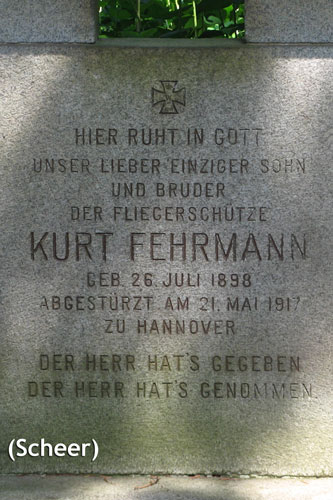 HIER RUHT IN GOTT
UNSER LIEBER EINZIGER SOHN
UND BRUDER
DER FLIEGERSCHÜTZE
KURT FEHRMANN
GEB. 26. JULI 1898
ABGESTÜRZT AM 21. MAI 1917
ZU HANNOVER
DER HERR HAT'S GEGEBEN
DER HERR HAT'S GENOMMEN.
(Scheer)